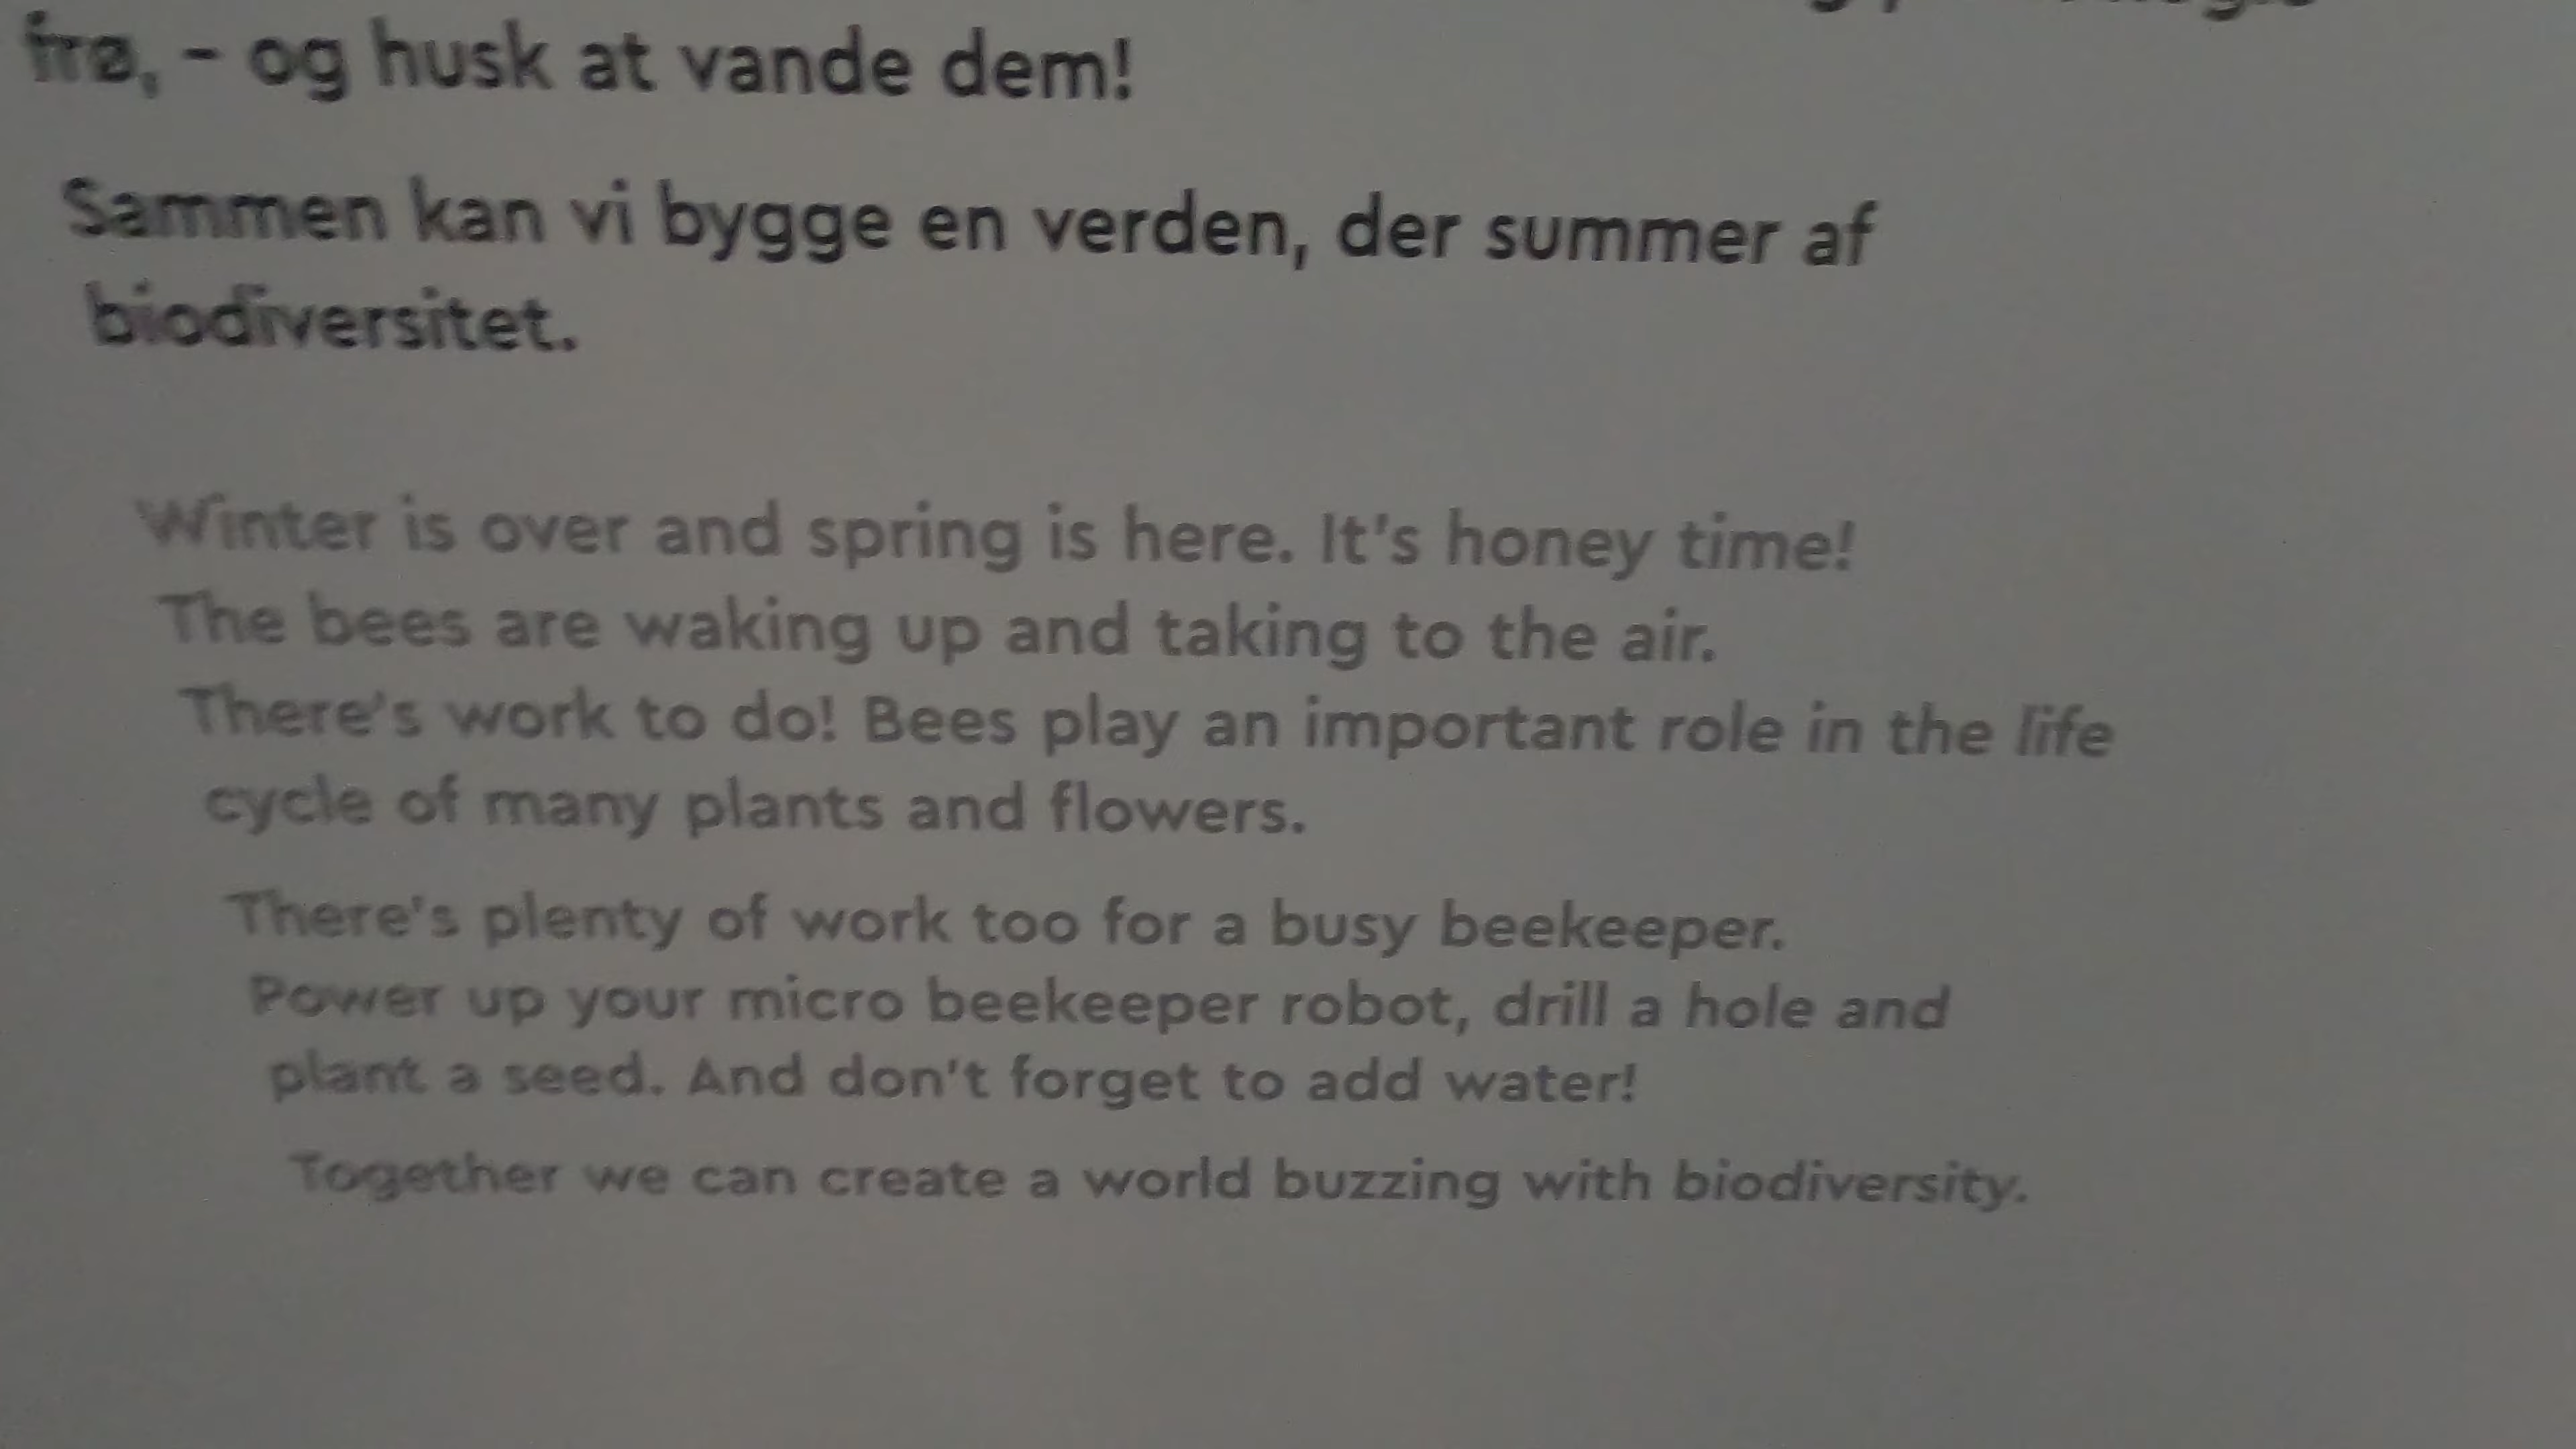 frø, - og husk at vande dem!
Sammen kan vi bygge en verden, der summer af
biodiversitet.
Winter is over and spring is here. It's honey time!
The bees are waking up and taking to the air.
There's work to do! Bees play an important role in the life
cycle of many plants and flowers.
There's plenty of work too for a busy beekeeper.
Power up your micro beekeeper robot, drill a hole and
plant a seed. And don't forget to add water!
Together we can create a world buzzing with biodiversity.